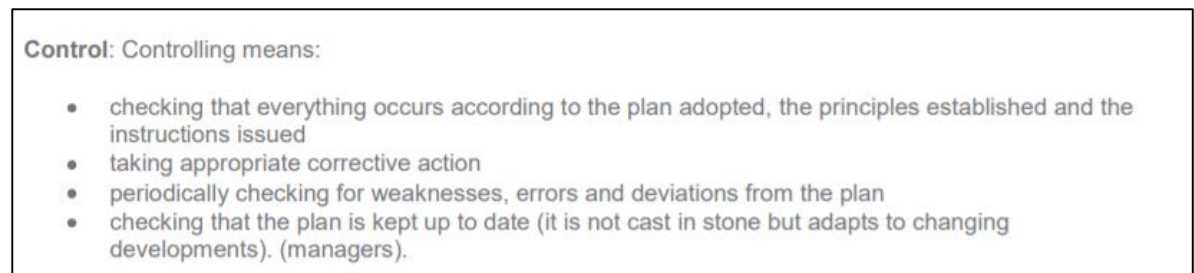 Control: Controlling means:
• checking that everything occurs according to the plan adopted, the principles established and the
instructions issued
• taking appropriate corrective action
• periodically checking for weaknesses, errors and deviations from the plan
• checking that the plan is kept up to date (it is not cast in stone but adapts to changing
developments). (managers).